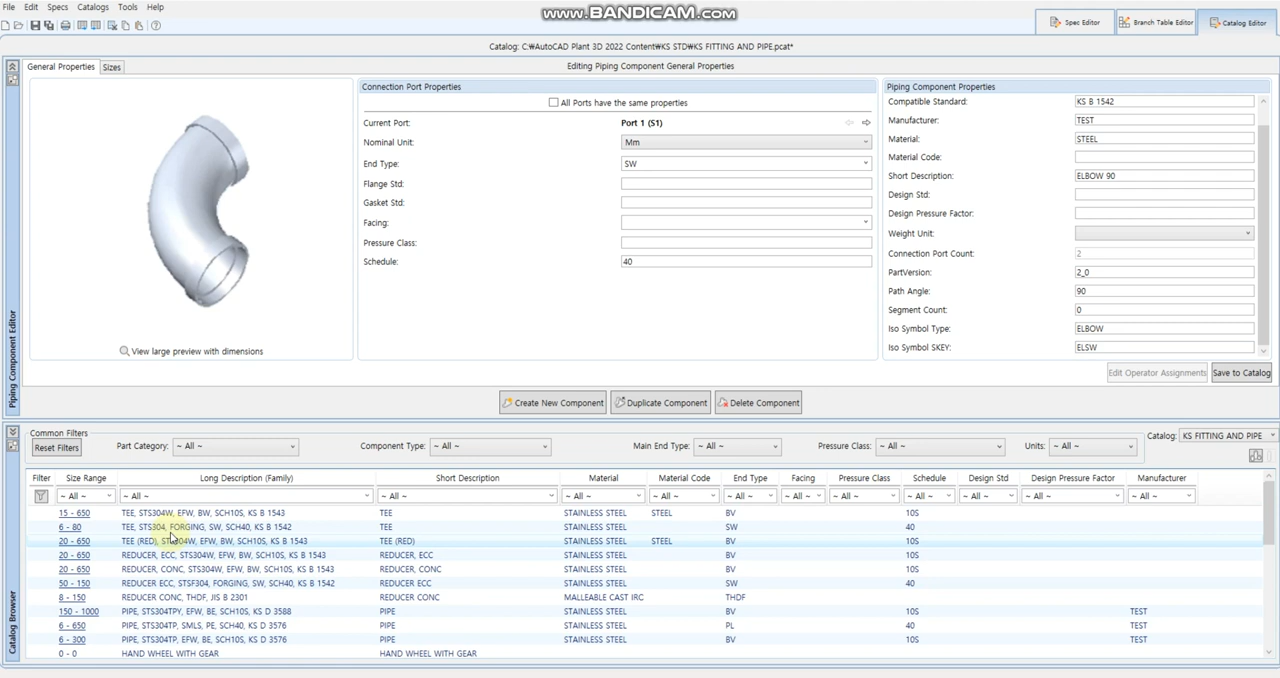 www.BANDICAM.com
File Edit Specs Catalogs Tools Help
Spec Editor Branch Table Editor Catalog Editor
Catalog: C:₩AutoCAD Plant 3D 2022 Content₩KS STD₩KS FITTING AND PIPE.pcat*
General Properties Sizes Editing Piping Component General Properties
Connection Port Properties Piping Component Properties
All Ports have the same properties Compatible Standard: KS B 1542
Current Port: Port 1 (S1) Manufacturer: TEST
Nominal Unit: Mm Material: STEEL
Material Code:
End Type: SW
Short Description: ELBOW 90
Flange Std: Design Std:
Gasket Std: Design Pressure Factor:
Facing: Weight Unit:
Pressure Class: Connection Port Count: 2
Schedule: 40 PartVersion: 2_0
Path Angle: 90
Segment Count: 0
Iso Symbol Type: ELBOW
View large preview with dimensions Iso Symbol SKEY: ELSW
Edit Operator Assignments Save to Catalog
Piping Component Editor
Create New Component Duplicate Component Delete Component
Common Filters Catalog: KS FITTING AND PIPE
Reset Filters Part Category: ~ All ~ Component Type: ~ All ~ Main End Type: ~ All ~ Pressure Class: ~ All ~ Units: ~ All ~
Filter Size Range Long Description (Family) Short Description Material Material Code End Type Facing Pressure Class Schedule Design Std Design Pressure Factor Manufacturer
~ All ~ ~ All ~ ~ All ~ ~ All ~ ~ All ~ ~ All ~ ~ All ~ ~ All ~ ~ All ~ ~ All ~ ~ All ~ ~ All ~
15 - 650 TEE, STS304W, EFW, BW, SCH10S, KS B 1543 TEE STAINLESS STEEL STEEL BV 10S
6 - 80 TEE, STS304, FORGING, SW, SCH40, KS B 1542 TEE STAINLESS STEEL SW 40
20 - 650 TEE (RED), STS304W, EFW, BW, SCH10S, KS B 1543 TEE (RED) STAINLESS STEEL STEEL BV 10S
20 - 650 REDUCER, ECC, STS304W, EFW, BW, SCH10S, KS B 1543 REDUCER, ECC STAINLESS STEEL BV 10S
20 - 650 REDUCER, CONC, STS304W, EFW, BW, SCH10S, KS B 1543 REDUCER, CONC STAINLESS STEEL BV 10S
50 - 150 REDUCER ECC, STSF304, FORGING, SW, SCH40, KS B 1542 REDUCER ECC STAINLESS STEEL SW 40
8 - 150 REDUCER CONC, THDF, JIS B 2301 REDUCER CONC MALLEABLE CAST IRC THDF
150 - 1000 PIPE, STS304TPY, EFW, BE, SCH10S, KS D 3588 PIPE STAINLESS STEEL BV 10S TEST
6 - 650 PIPE, STS304TP, SMLS, PE, SCH40, KS D 3576 PIPE STAINLESS STEEL PL 40 TEST
6 - 300 PIPE, STS304TP, EFW, BE, SCH10S, KS D 3576 PIPE STAINLESS STEEL BV 10S TEST
0 - 0 HAND WHEEL WITH GEAR HAND WHEEL WITH GEAR
Catalog Browser